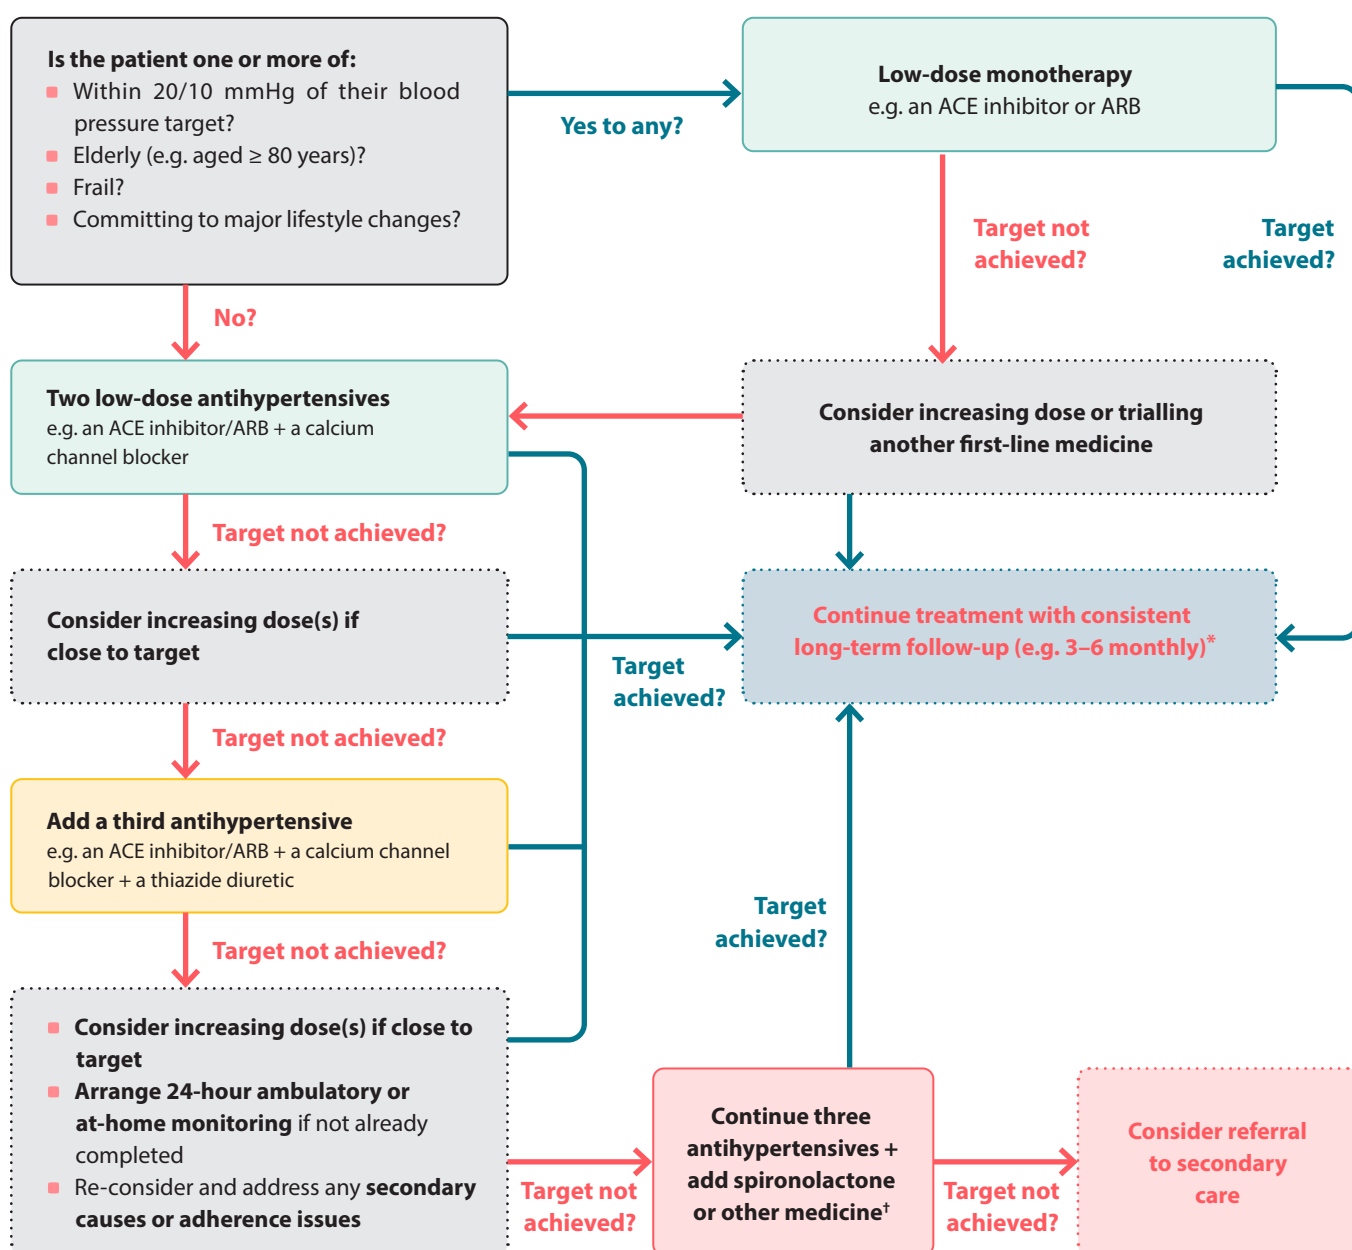 Is the patient one or more of:
Within 20/10 mmHg of their blood
pressure target?
Elderly (e.g. aged ≥ 80 years)?
Frail?
Committing to major lifestyle changes?
Yes to any?
Low-dose monotherapy
e.g. an ACE inhibitor or ARB
Target not
achieved?
Target
achieved?
No?
Two low-dose antihypertensives
e.g. an ACE inhibitor/ARB + a calcium
channel blocker
Consider increasing dose or trialling
another first-line medicine
Target not achieved?
Consider increasing dose(s) if
close to target
Target
achieved?
Continue treatment with consistent
long-term follow-up (e.g. 3–6 monthly)*
Target not achieved?
Add a third antihypertensive
e.g. an ACE inhibitor/ARB + a calcium channel
blocker + a thiazide diuretic
Target not achieved?
Target
achieved?
Consider increasing dose(s) if close to
target
Arrange 24-hour ambulatory or
at-home monitoring if not already
completed
Re-consider and address any secondary
causes or adherence issues
Target not
achieved?
Continue three
antihypertensives +
add spironolactone
or other medicine†
Target not
achieved?
Consider referral
to secondary
care